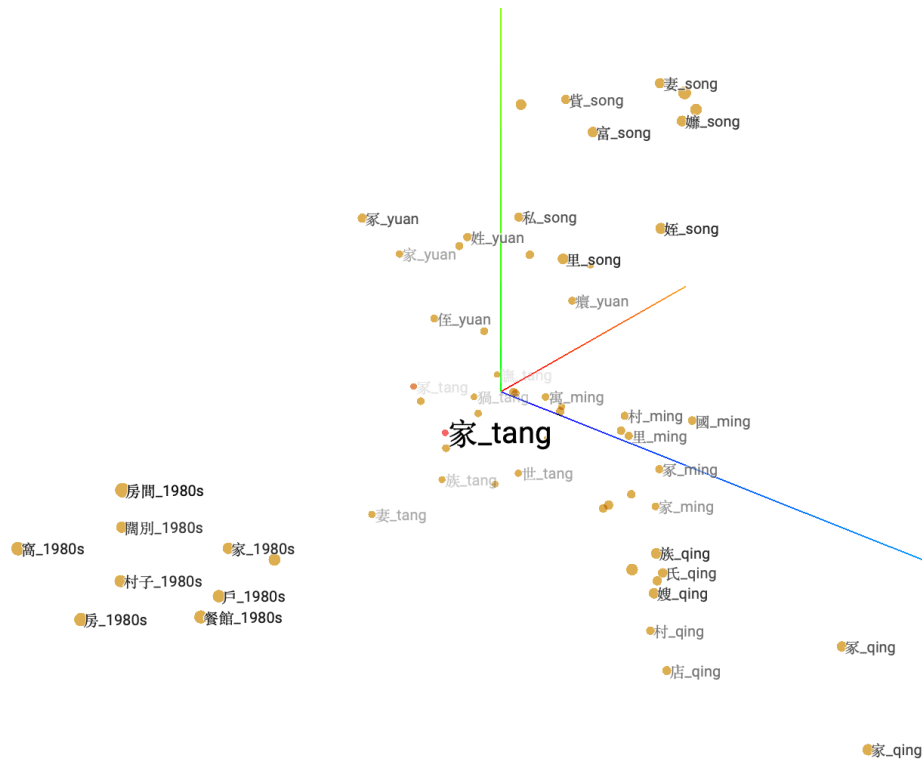 妻_song
貲_song
嬭_song
富_song
冢_yuan
私_song
姪_song
姓_yuan
家_yuan
里_song
癏_yuan
侄_yuan
冢_tang
_tang
寓_ming
村_ming
國_ming
里_ming
家_tang
冢_ming
族_tang
世_tang
房間_1980s
家_ming
妻_tang
闊別_1980s
窩_1980s
家_1980s
族_qing
氏_qing
村子_1980s
嫂_qing
戶_1980s
房_1980s
餐館_1980s
村_qing
冢_qing
店_qing
家_qing